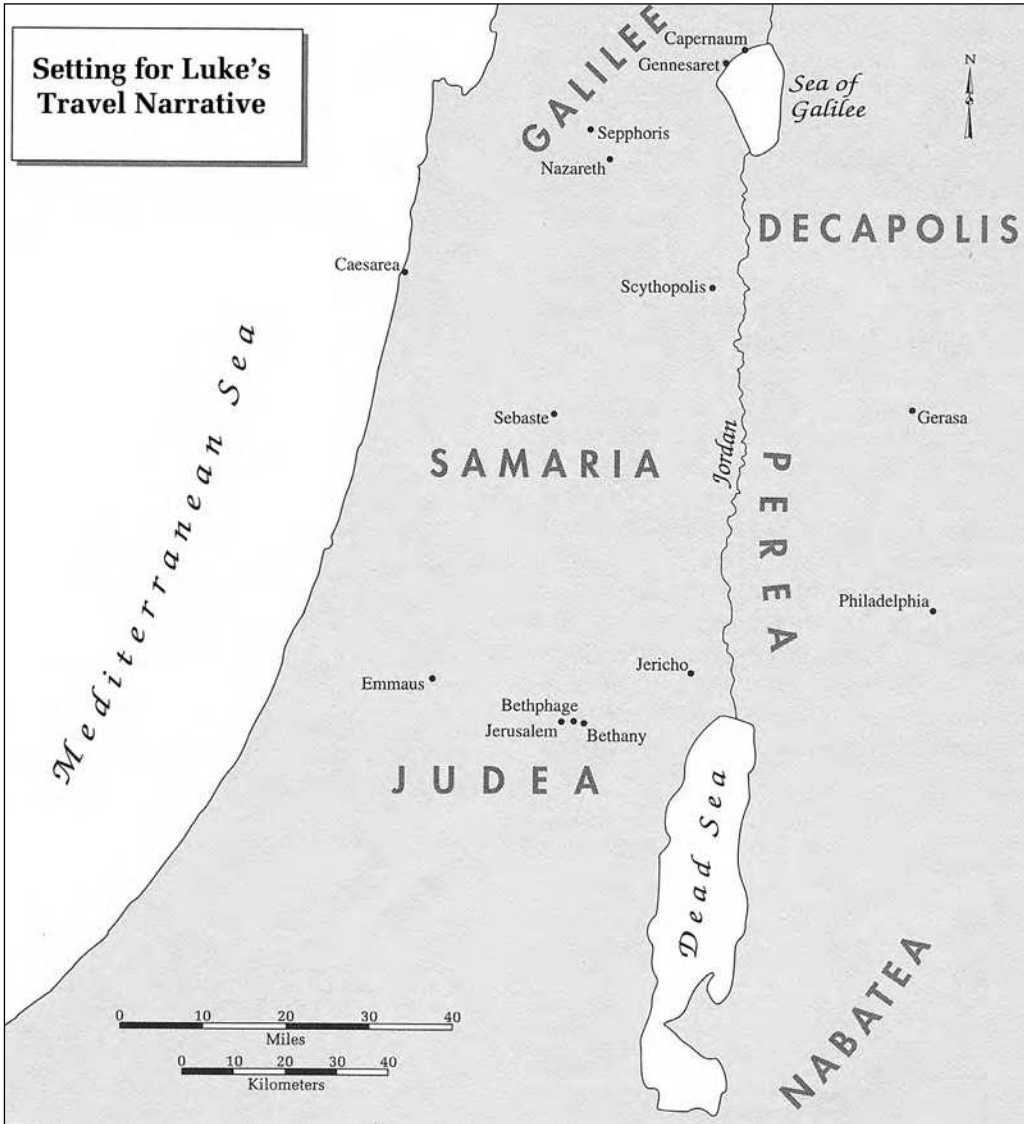 Setting for Luke's
Travel Narrative
Capernaum
Gennesaret
GALILEE
Sea of
Galilee
N
Sepphoris
Nazareth
DECAPOLIS
Caesarea
Scythopolis
Mediterranean Sea
Sebaste
Gerasa
SAMARIA
Jordan
PEREA
Philadelphia
Jericho
Emmaus
Bethphage
Jerusalem
Bethany
JUDEA
Dead Sea
NABATEA
0 10 20 30 40
Miles
0 10 20 30 40
Kilometers